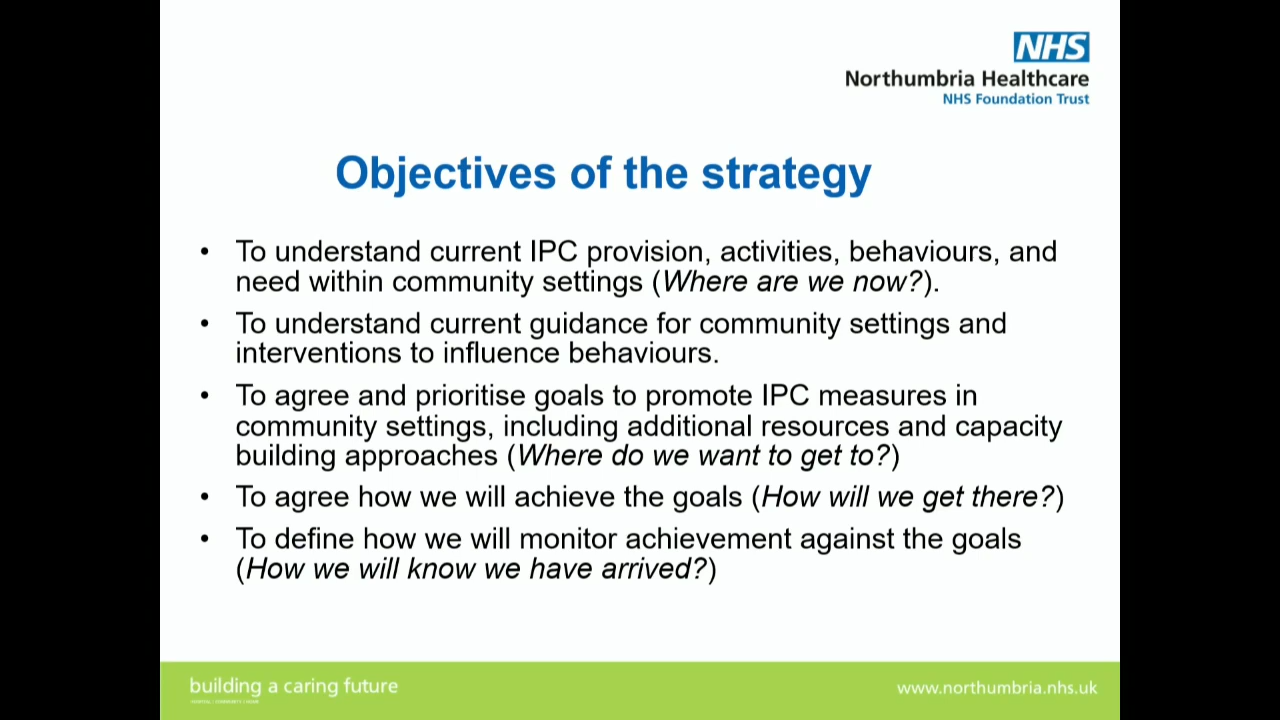 NHS
Northumbria Healthcare
NHS Foundation Trust
Objectives of the strategy
• To understand current IPC provision, activities, behaviours, and
need within community settings (Where are we now?).
• To understand current guidance for community settings and
interventions to influence behaviours.
• To agree and prioritise goals to promote IPC measures in
community settings, including additional resources and capacity
building approaches (Where do we want to get to?)
• To agree how we will achieve the goals (How will we get there?)
• To define how we will monitor achievement against the goals
(How we will know we have arrived?)
building a caring future
www.northumbria.nhs.uk